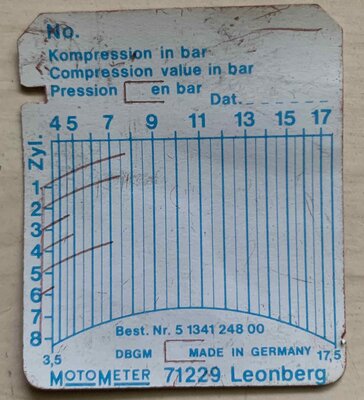 No.
Kompression in bar
Compression value in bar
Pression en bar
Dat.
4 5 7 9 11 13 15 17
Zyl.
1
2
3
4
5
6
7
8
3,5 17,5
Best. Nr. 5 1341 248 00
DBGM MADE IN GERMANY
MOTOMETER 71229 Leonberg